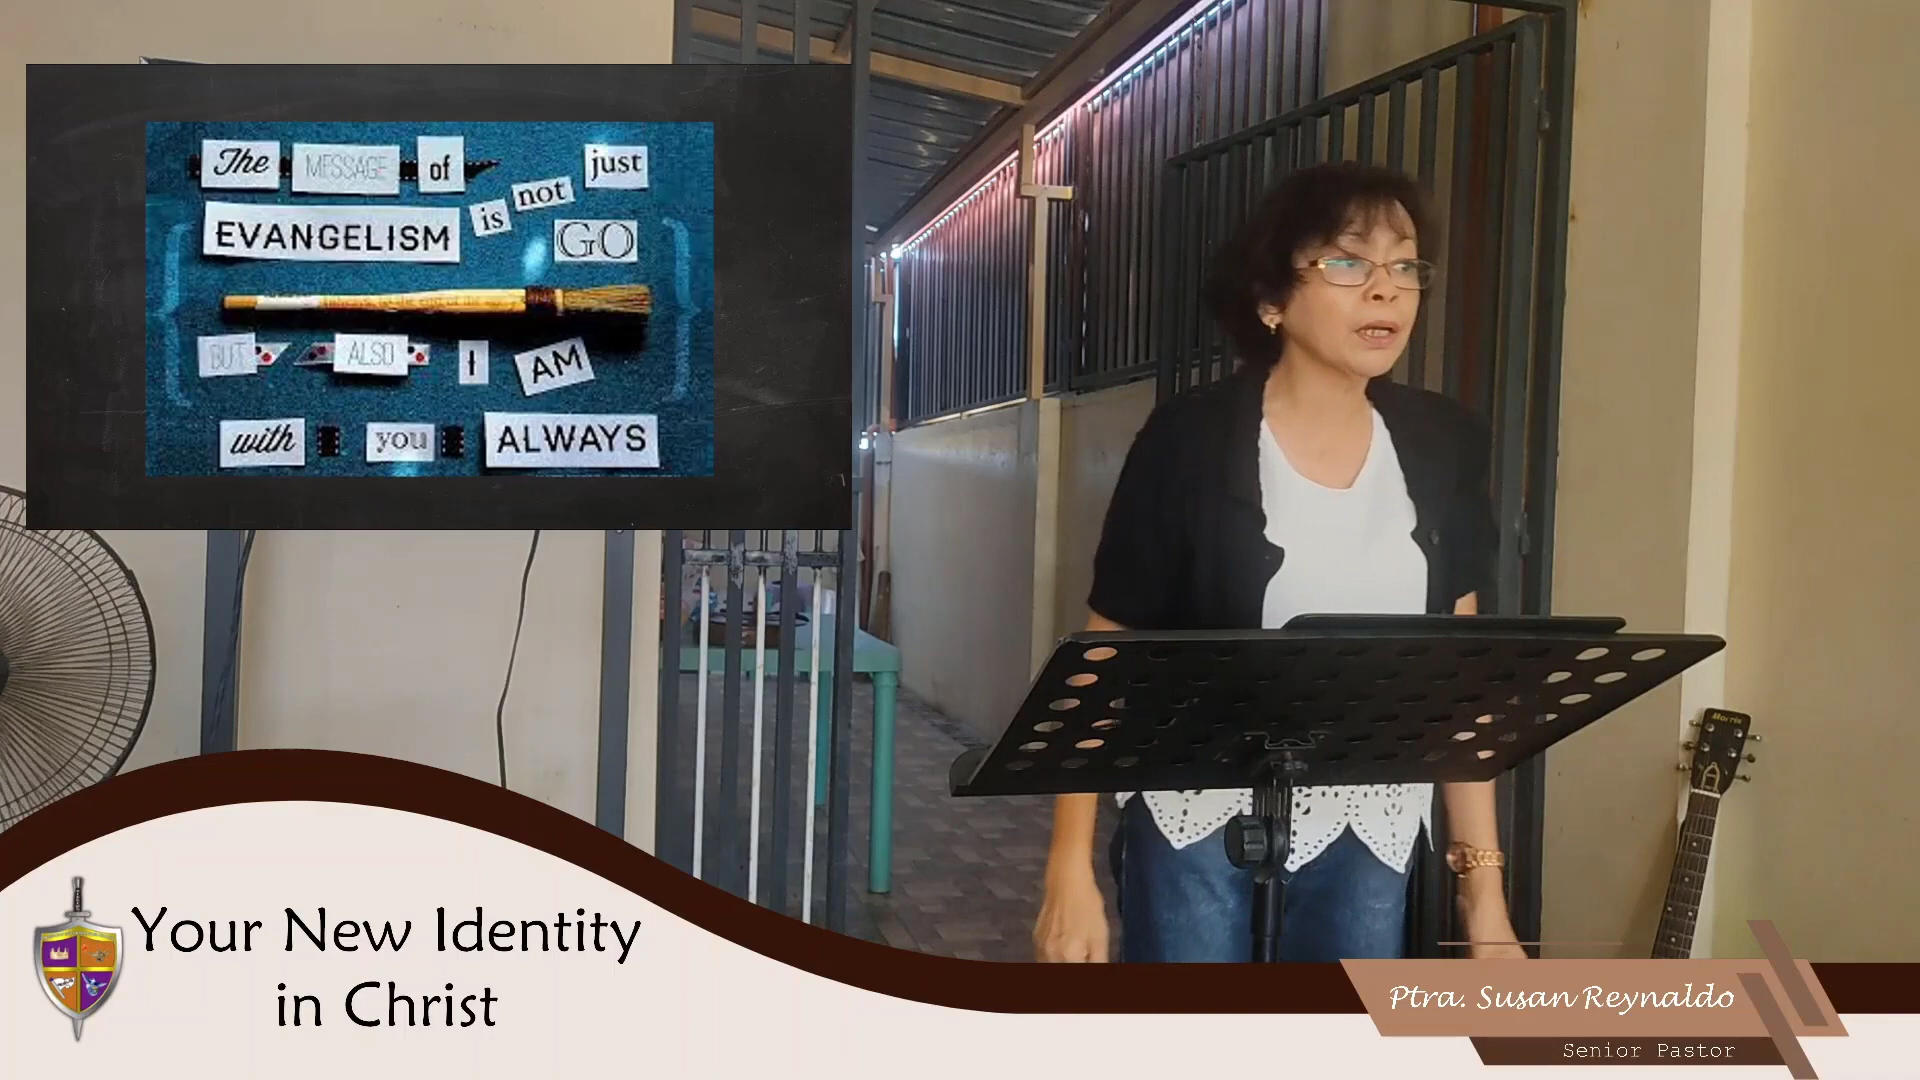 The MESSAGE of
EVANGELISM is not just
GO
BUT ALSO I AM
with you ALWAYS
Your New Identity
in Christ
Morris
Ptra. Susan Reynaldo
Senior Pastor